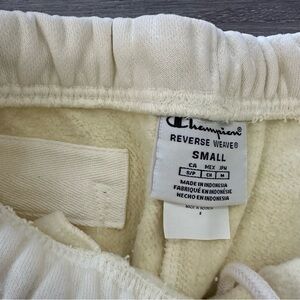 Champion
REVERSE WEAVE®
SMALL
CA MEX JPN
S/P CH M
MADE IN INDONESIA
FABRIQUÉ EN INDONÉSIE
HECHO EN INDONESIA